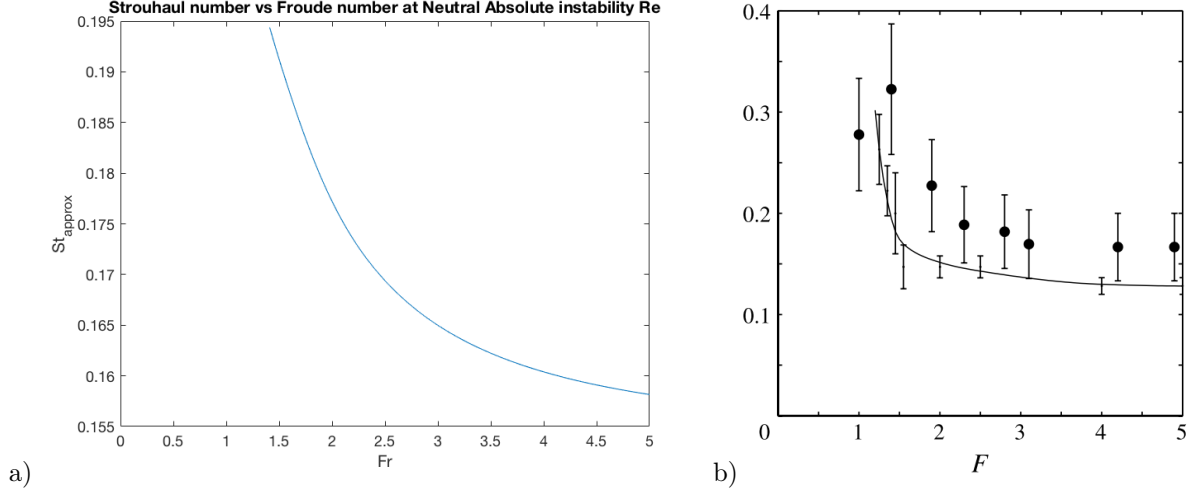 Strouhaul number vs Froude number at Neutral Absolute instability Re
0.195
0.19
0.185
0.18
0.175
0.17
0.165
0.16
0.155
St_approx
0 0.5 1 1.5 2 2.5 3 3.5 4 4.5 5
Fr
a)
0.4
0.3
0.2
0.1
0 1 2 3 4 5
F
b)